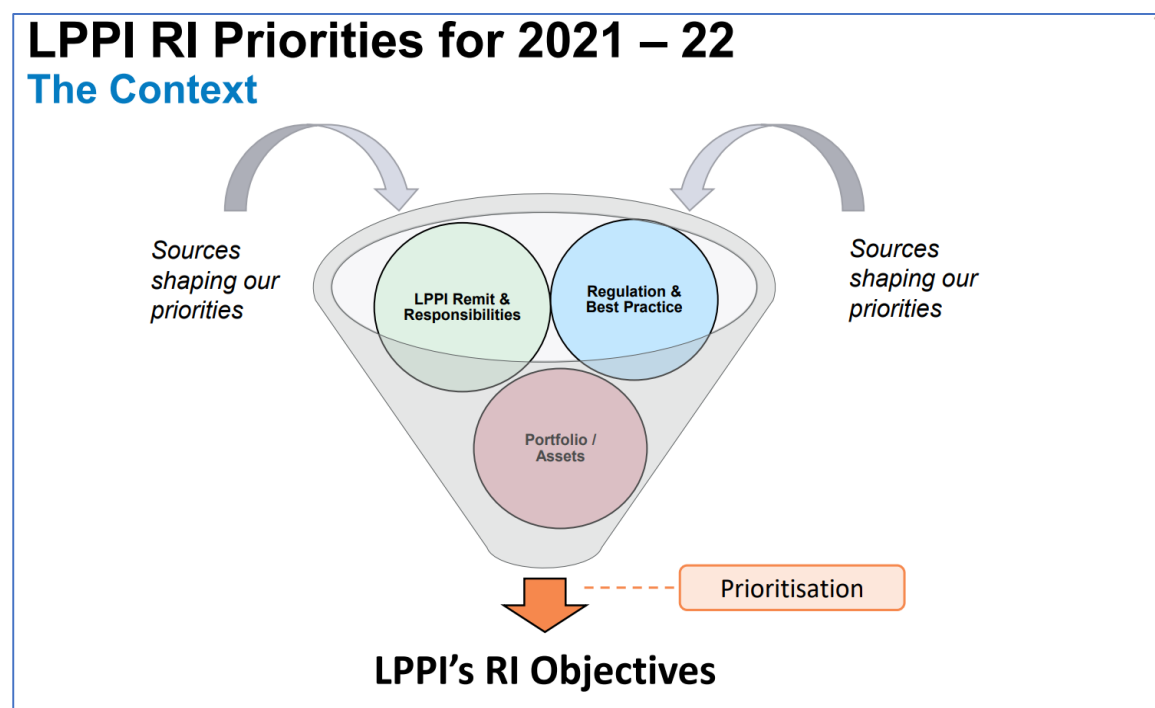 LPPI RI Priorities for 2021 – 22
The Context
Sources
shaping our
priorities
LPPI Remit &
Responsibilities
Regulation &
Best Practice
Sources
shaping our
priorities
Portfolio /
Assets
Prioritisation
LPPI’s RI Objectives